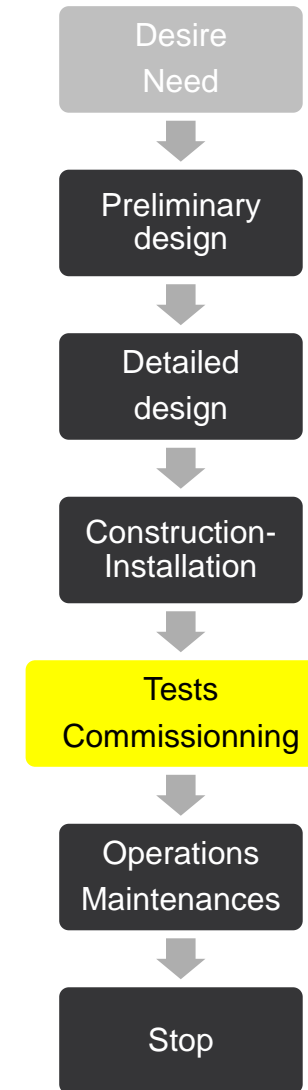 Desire
Need
Preliminary
design
Detailed
design
Construction-
Installation
Tests
Commissionning
Operations
Maintenances
Stop